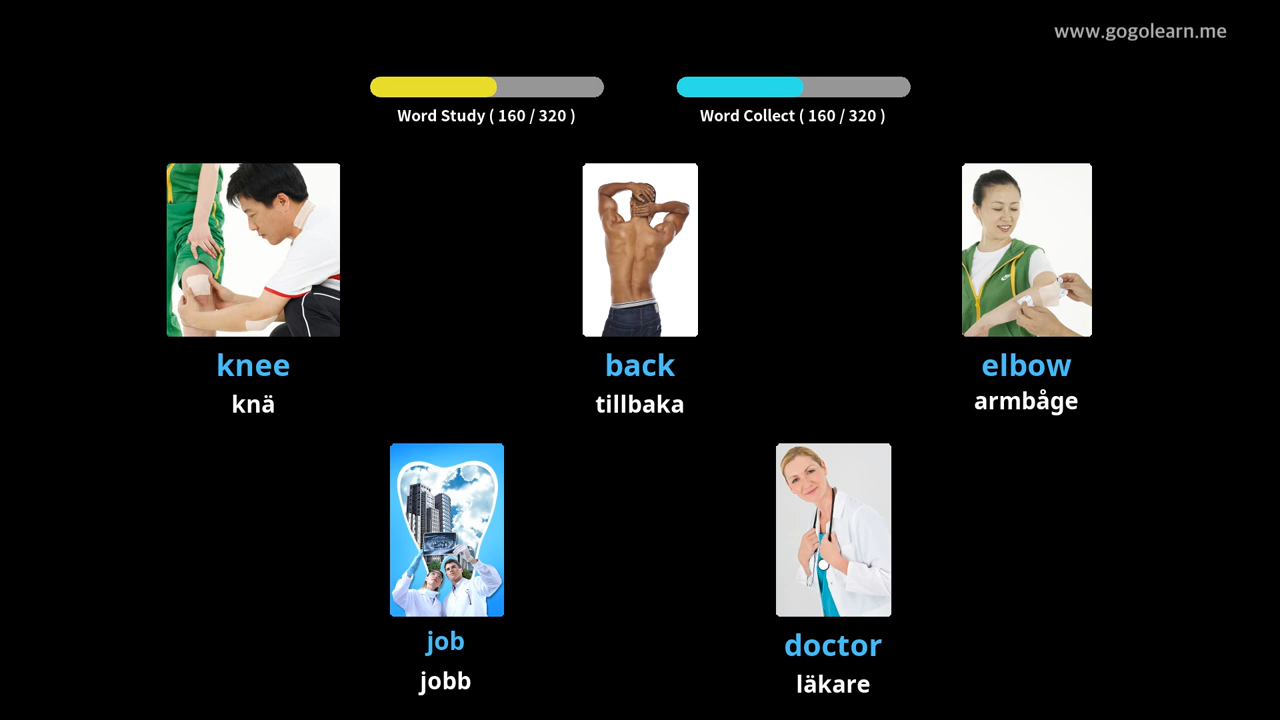 www.gogolearn.me
Word Study ( 160 / 320 )
Word Collect ( 160 / 320 )
knee
knä
back
tillbaka
elbow
armbåge
job
jobb
doctor
läkare